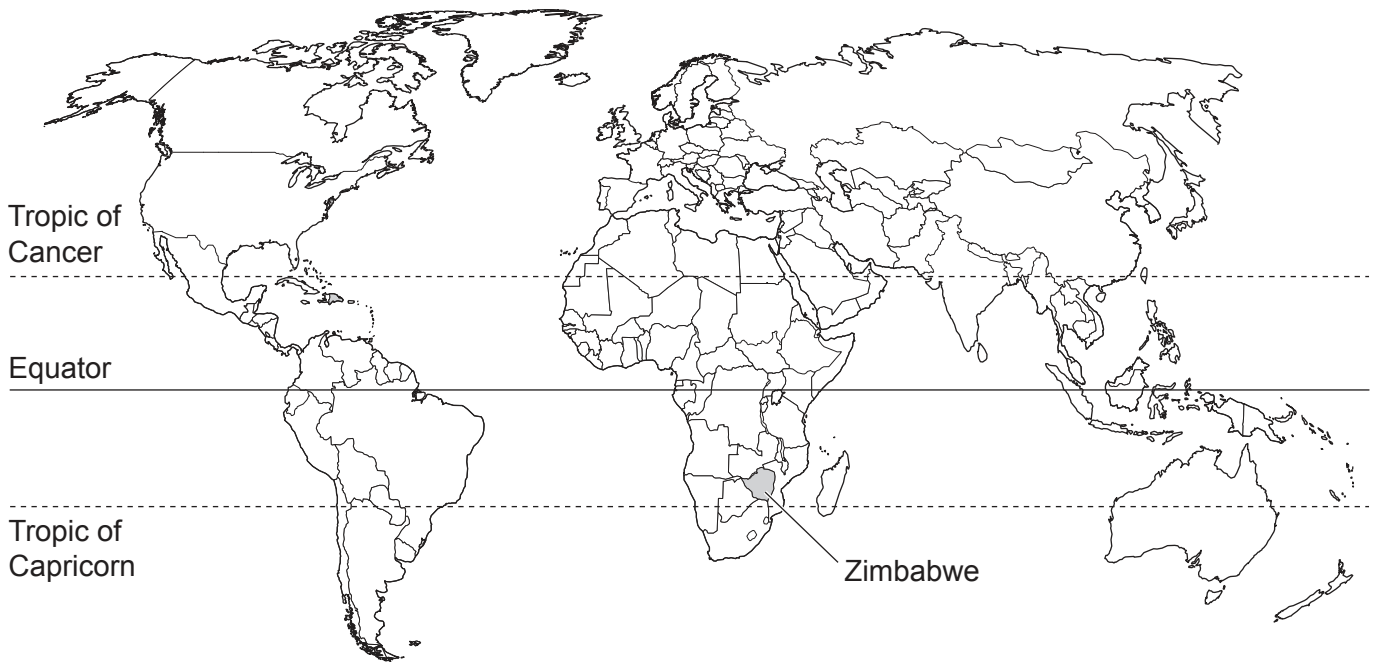 Tropic of
Cancer
Equator
Tropic of
Capricorn
Zimbabwe